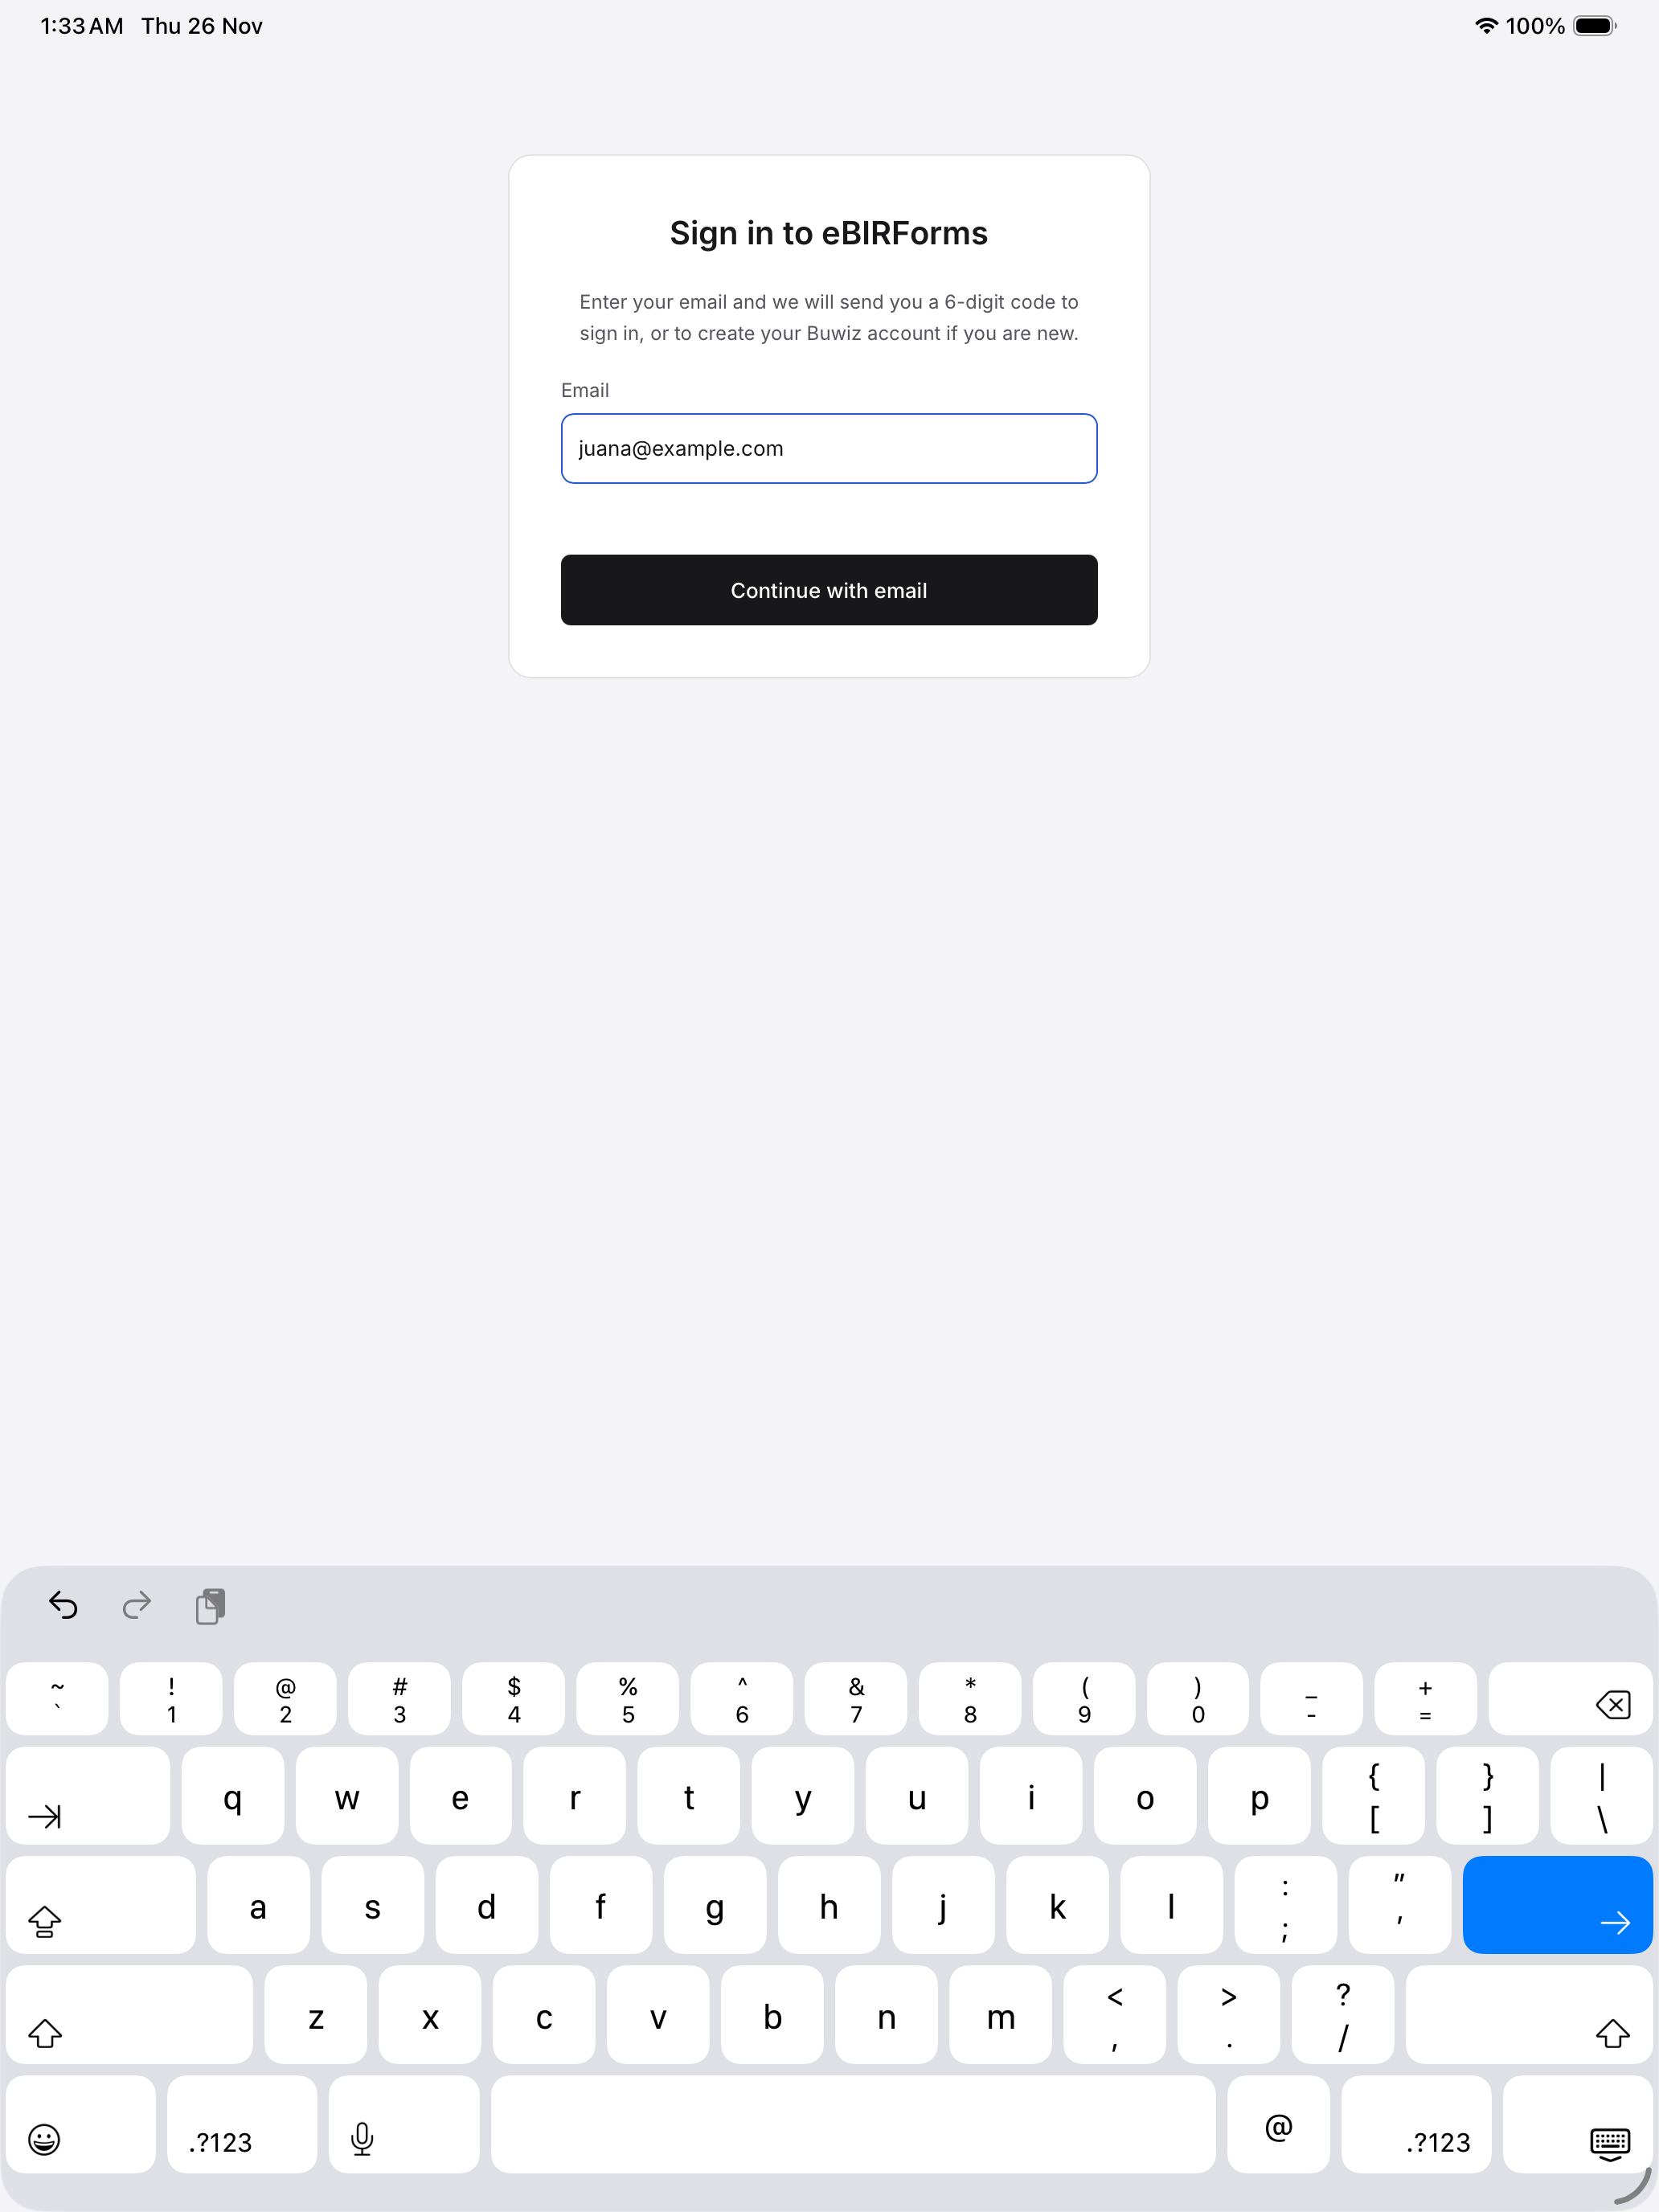 1:33 AM Thu 26 Nov
100%
Sign in to eBIRForms
Enter your email and we will send you a 6-digit code to
sign in, or to create your Buwiz account if you are new.
Email
juana@example.com
Continue with email
~ ! @ # $ % ^ & * ( ) _ +
` 1 2 3 4 5 6 7 8 9 0 - =
q w e r t y u i o p { } |
[ ] \
a s d f g h j k l : "
; '
z x c v b n m < > ?
, . /
.?123 @ .?123